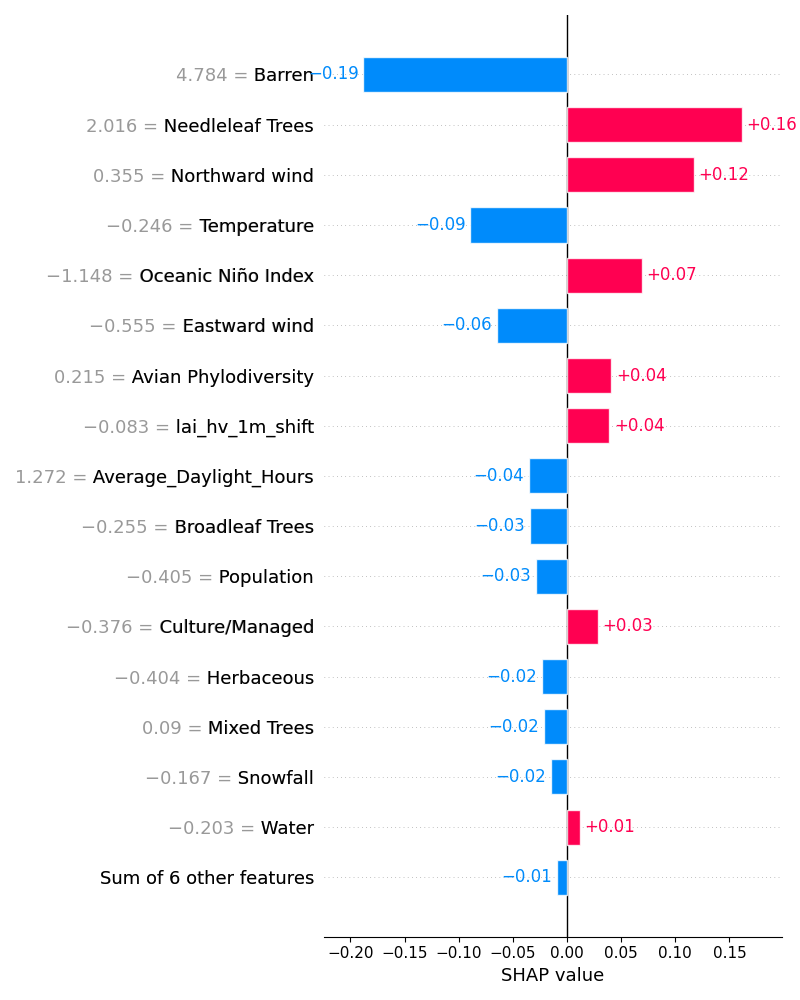 4.784 = Barren −0.19
2.016 = Needleleaf Trees +0.16
0.355 = Northward wind +0.12
−0.246 = Temperature −0.09
−1.148 = Oceanic Niño Index +0.07
−0.555 = Eastward wind −0.06
0.215 = Avian Phylodiversity +0.04
−0.083 = lai_hv_1m_shift +0.04
1.272 = Average_Daylight_Hours −0.04
−0.255 = Broadleaf Trees −0.03
−0.405 = Population −0.03
−0.376 = Culture/Managed +0.03
−0.404 = Herbaceous −0.02
0.09 = Mixed Trees −0.02
−0.167 = Snowfall −0.02
−0.203 = Water +0.01
Sum of 6 other features −0.01
−0.20 −0.15 −0.10 −0.05 0.00 0.05 0.10 0.15
SHAP value